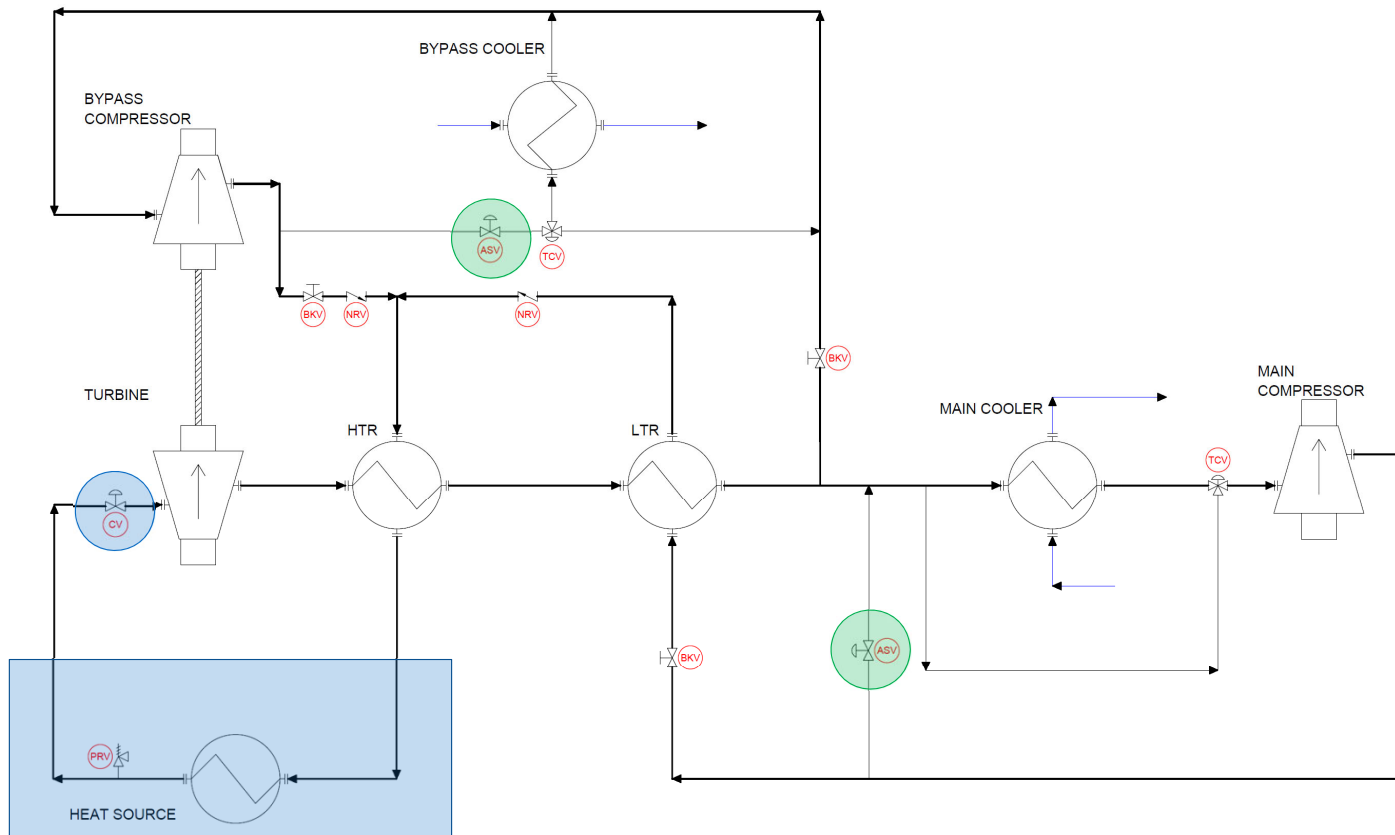 BYPASS COOLER
BYPASS
COMPRESSOR
ASV
TCV
BKV
NRV
NRV
BKV
TURBINE
HTR
LTR
MAIN COOLER
MAIN
COMPRESSOR
TCV
CV
BKV
ASV
PRV
HEAT SOURCE